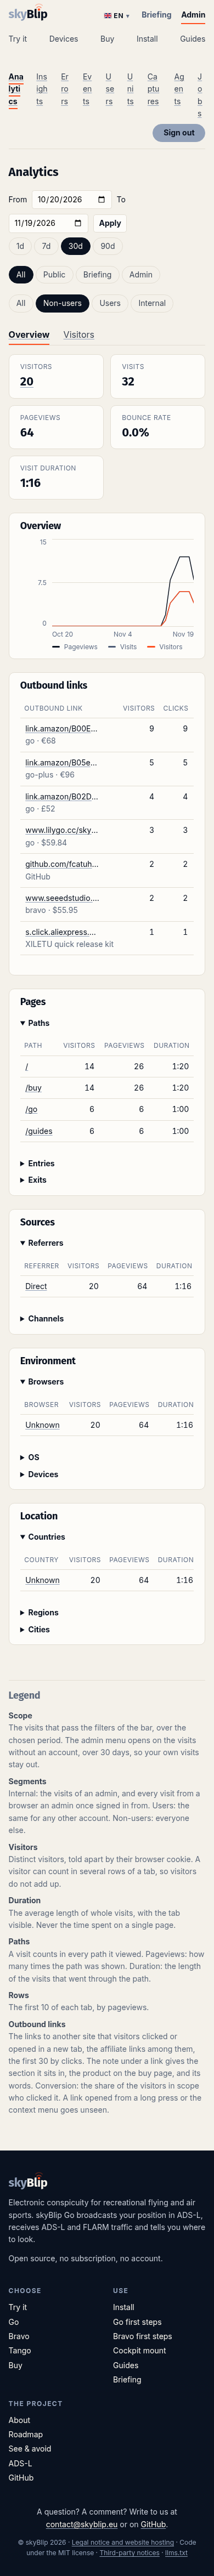 skyBlip EN Briefing Admin
Try it Devices Buy Install Guides
Analytics Insights Errors Events Users Units Captures Agents Jobs
Sign out
Analytics
From 10/20/2026 To
11/19/2026 Apply
1d 7d 30d 90d
All Public Briefing Admin
All Non-users Users Internal
Overview Visitors
VISITORS VISITS
20 32
PAGEVIEWS BOUNCE RATE
64 0.0%
VISIT DURATION
1:16
Overview
15
7.5
0
Oct 20 Nov 4 Nov 19
Pageviews Visits Visitors
Outbound links
OUTBOUND LINK VISITORS CLICKS
link.amazon/B00E... 9 9
go · €68
link.amazon/B05e... 5 5
go-plus · €96
link.amazon/B02D... 4 4
go · £52
www.lilygo.cc/sky... 3 3
go · $59.84
github.com/fcatuh... 2 2
GitHub
www.seeedstudio.... 2 2
bravo · $55.95
s.click.aliexpress.... 1 1
XILETU quick release kit
Pages
Paths
PATH VISITORS PAGEVIEWS DURATION
/ 14 26 1:20
/buy 14 26 1:20
/go 6 6 1:00
/guides 6 6 1:00
Entries
Exits
Sources
Referrers
REFERRER VISITORS PAGEVIEWS DURATION
Direct 20 64 1:16
Channels
Environment
Browsers
BROWSER VISITORS PAGEVIEWS DURATION
Unknown 20 64 1:16
OS
Devices
Location
Countries
COUNTRY VISITORS PAGEVIEWS DURATION
Unknown 20 64 1:16
Regions
Cities
Legend
Scope
The visits that pass the filters of the bar, over the
chosen period. The admin menu opens on the visits
without an account, over 30 days, so your own visits
stay out.
Segments
Internal: the visits of an admin, and every visit from a
browser an admin once signed in from. Users: the
same for any other account. Non-users: everyone
else.
Visitors
Distinct visitors, told apart by their browser cookie. A
visitor can count in several rows of a tab, so visitors
do not add up.
Duration
The average length of whole visits, with the tab
visible. Never the time spent on a single page.
Paths
A visit counts in every path it viewed. Pageviews: how
many times the path was shown. Duration: the length
of the visits that went through the path.
Rows
The first 10 of each tab, by pageviews.
Outbound links
The links to another site that visitors clicked or
opened in a new tab, the affiliate links among them,
the first 30 by clicks. The note under a link gives the
section it sits in, the product on the buy page, and its
words. Conversion: the share of the visitors in scope
who clicked it. A link opened from a long press or the
context menu goes unseen.
skyBlip
Electronic conspicuity for recreational flying and air
sports. skyBlip Go broadcasts your position in ADS-L,
receives ADS-L and FLARM traffic and tells you where
to look.
Open source, no subscription, no account.
CHOOSE USE
Try it Install
Go Go first steps
Bravo Bravo first steps
Tango Cockpit mount
Buy Guides
Briefing
THE PROJECT
About
Roadmap
See & avoid
ADS-L
GitHub
A question? A comment? Write to us at
contact@skyblip.eu or on GitHub.
© skyBlip 2026 · Legal notice and website hosting · Code
under the MIT license · Third-party notices · llms.txt